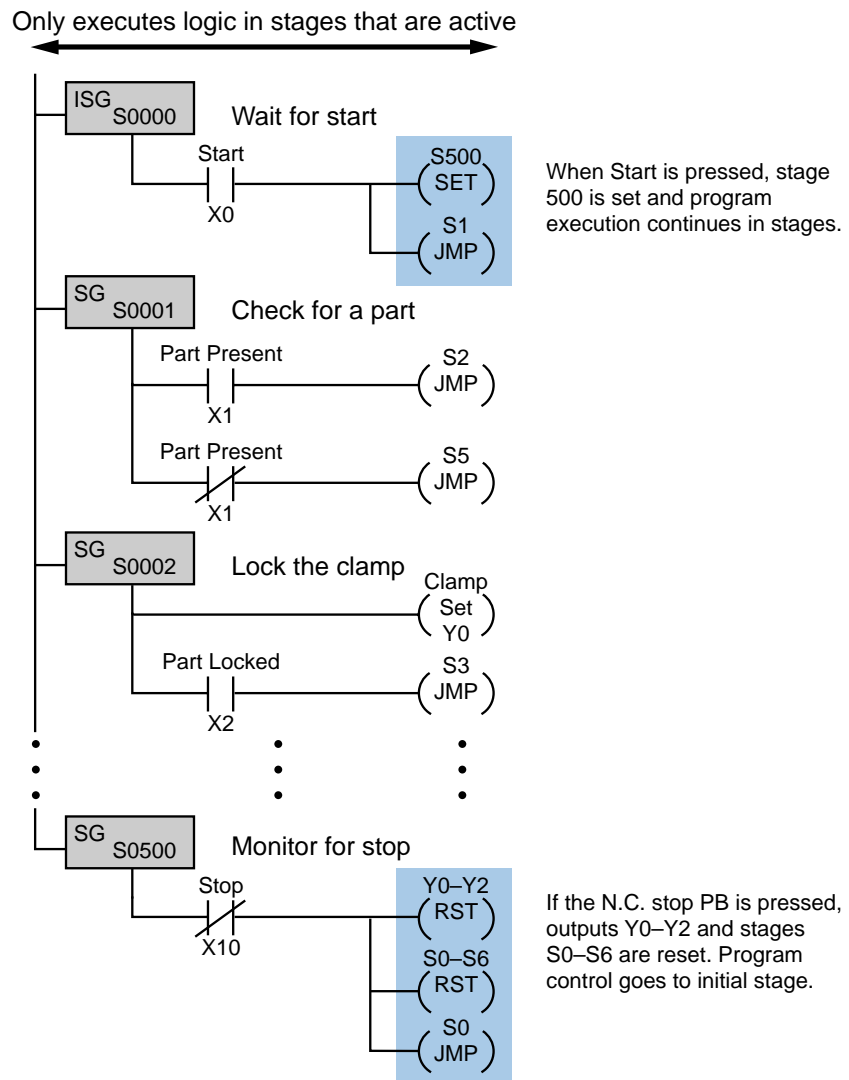 Only executes logic in stages that are active
ISG
S0000
Wait for start
Start
X0
S500
SET
S1
JMP
When Start is pressed, stage
500 is set and program
execution continues in stages.
SG
S0001
Check for a part
Part Present
X1
S2
JMP
Part Present
X1
S5
JMP
SG
S0002
Lock the clamp
Clamp
Set
Y0
Part Locked
X2
S3
JMP
SG
S0500
Monitor for stop
Stop
X10
Y0–Y2
RST
S0–S6
RST
S0
JMP
If the N.C. stop PB is pressed,
outputs Y0–Y2 and stages
S0–S6 are reset. Program
control goes to initial stage.